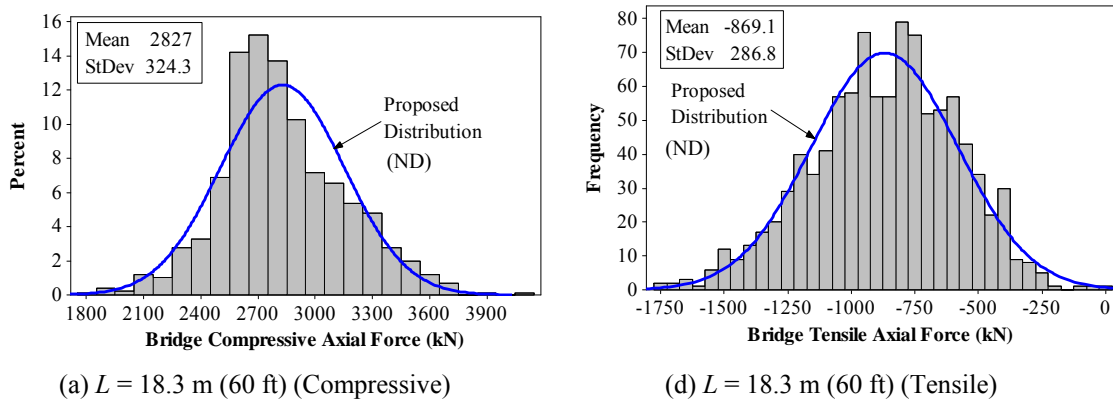 16
14
12
10
8
6
4
2
0
Percent
Mean 2827
StDev 324.3
Proposed
Distribution
(ND)
1800 2100 2400 2700 3000 3300 3600 3900
Bridge Compressive Axial Force (kN)
(a) L = 18.3 m (60 ft) (Compressive)
80
70
60
50
40
30
20
10
0
Frequency
Mean -869.1
StDev 286.8
Proposed
Distribution
(ND)
-1750 -1500 -1250 -1000 -750 -500 -250 0
Bridge Tensile Axial Force (kN)
(d) L = 18.3 m (60 ft) (Tensile)